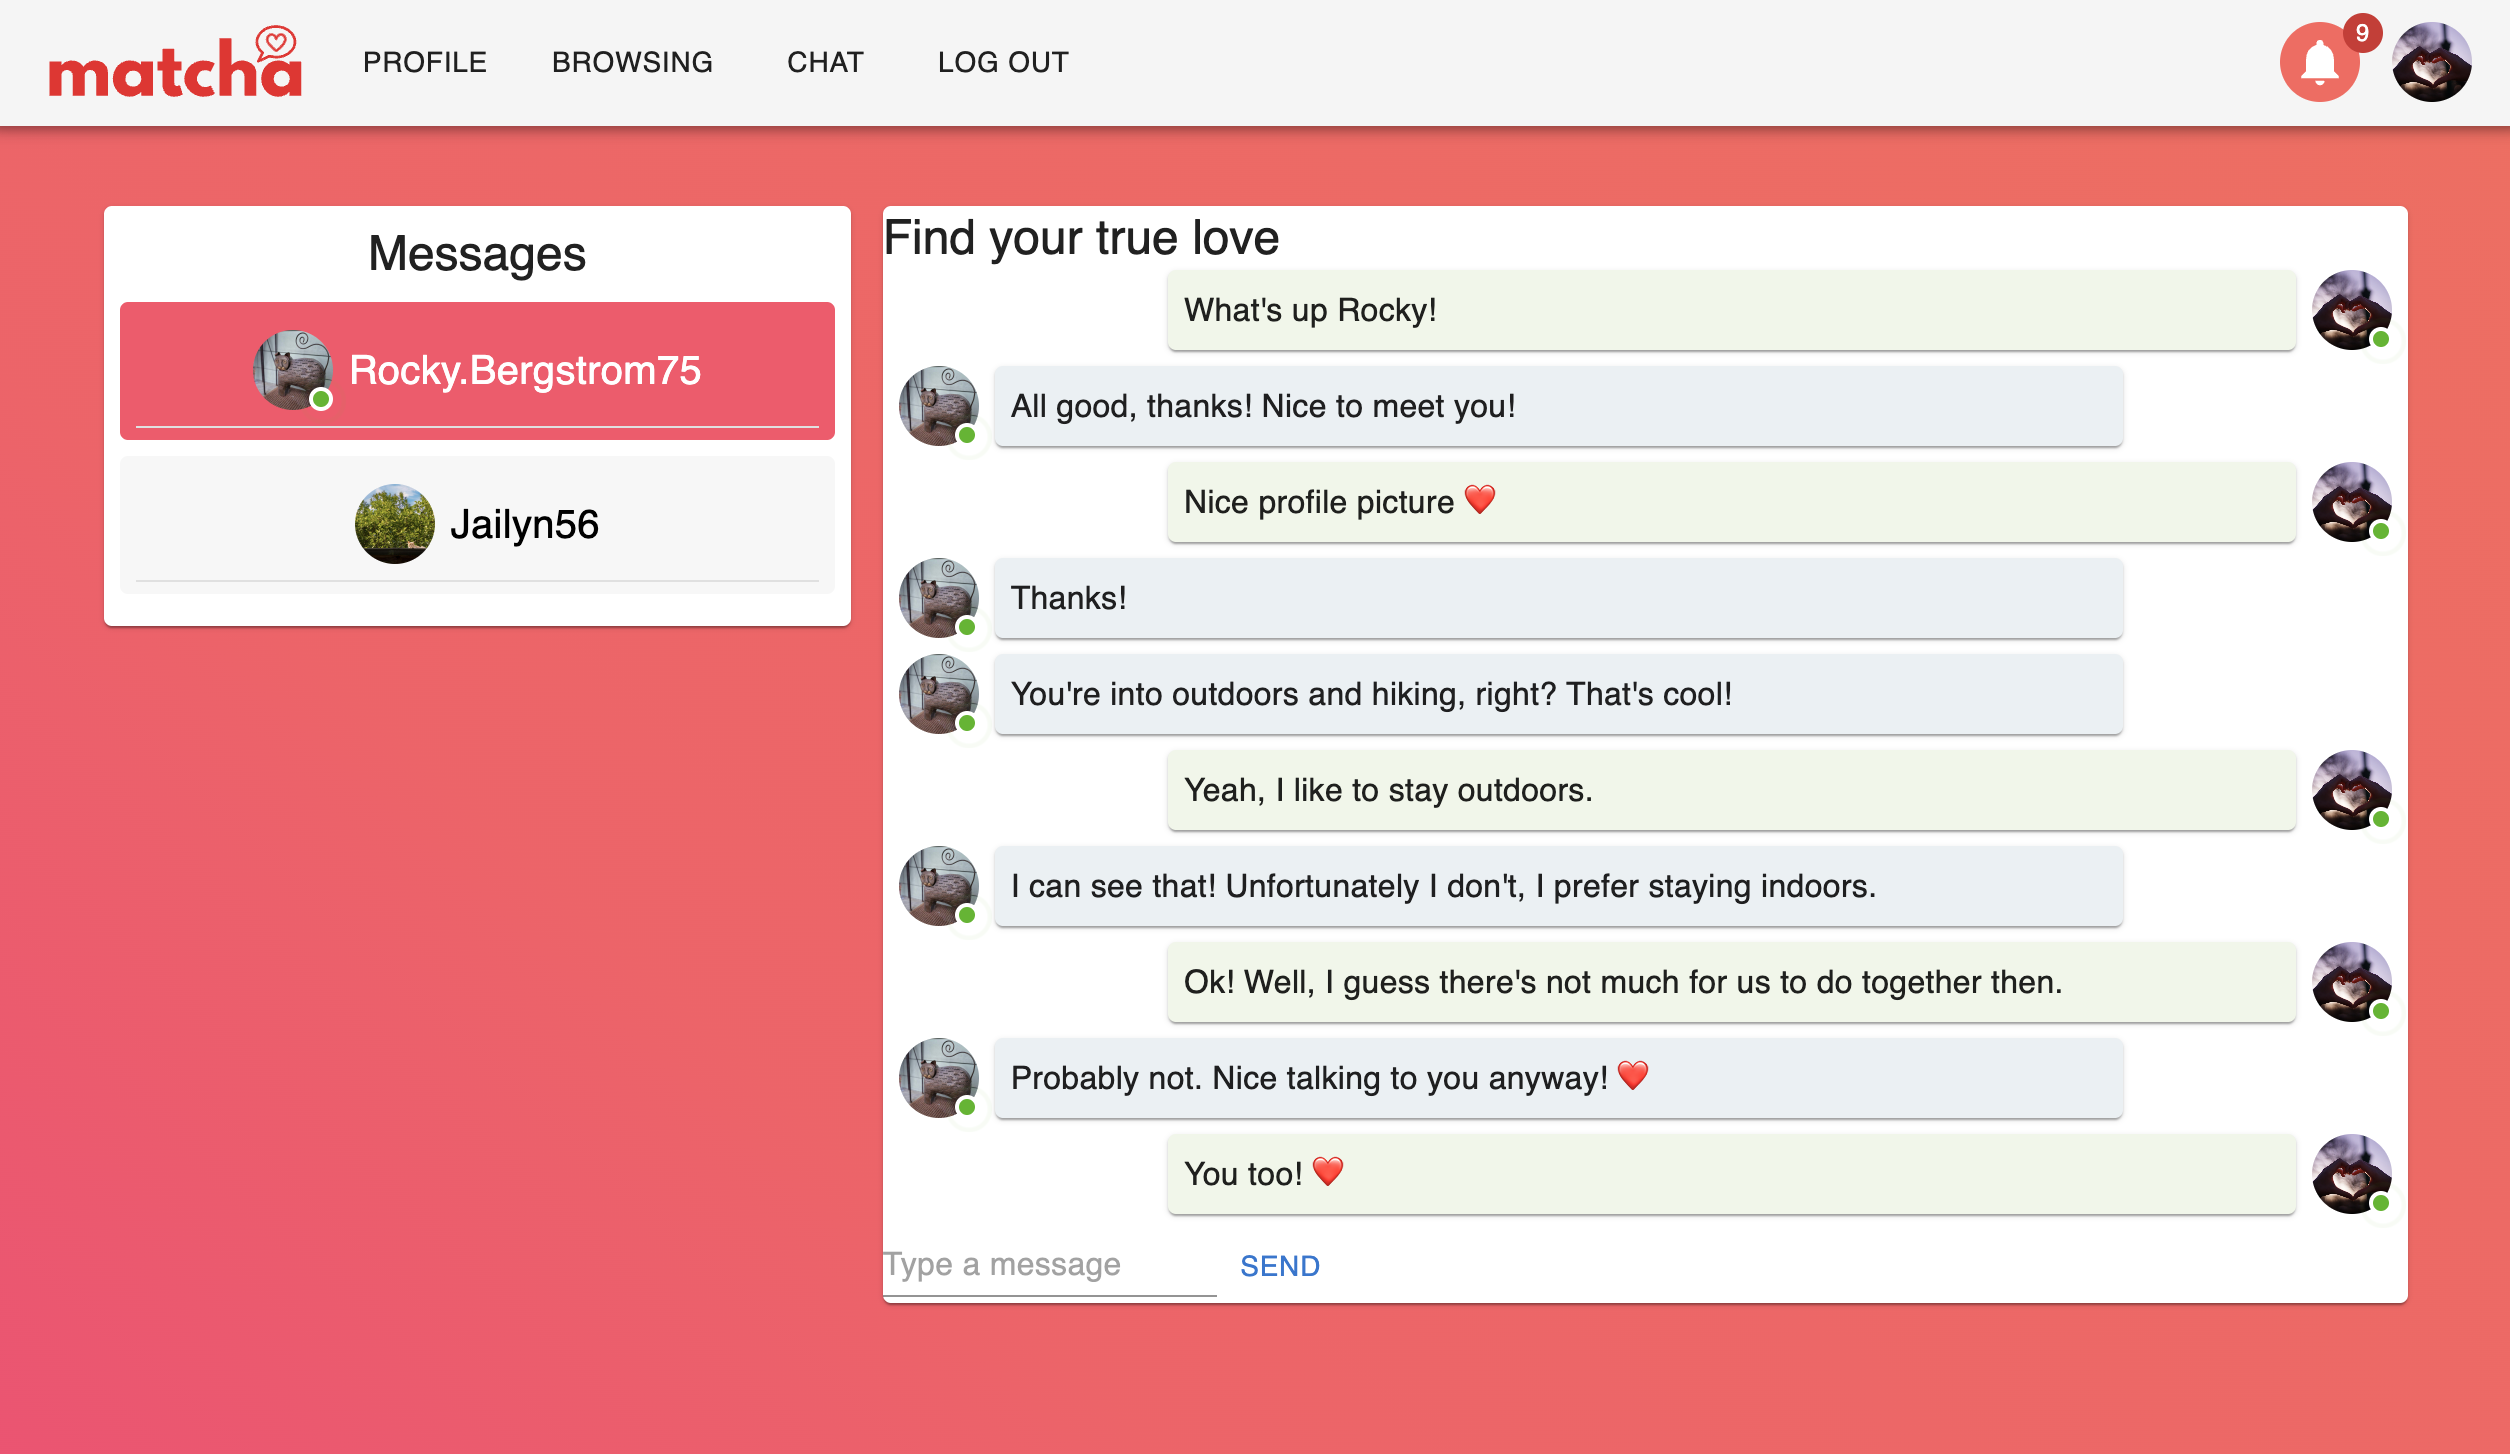 matcha
PROFILE
BROWSING
CHAT
LOG OUT
9
Messages
Rocky.Bergstrom75
Jailyn56
Find your true love
What's up Rocky!
All good, thanks! Nice to meet you!
Nice profile picture ❤️
Thanks!
You're into outdoors and hiking, right? That's cool!
Yeah, I like to stay outdoors.
I can see that! Unfortunately I don't, I prefer staying indoors.
Ok! Well, I guess there's not much for us to do together then.
Probably not. Nice talking to you anyway! ❤️
You too! ❤️
Type a message
SEND